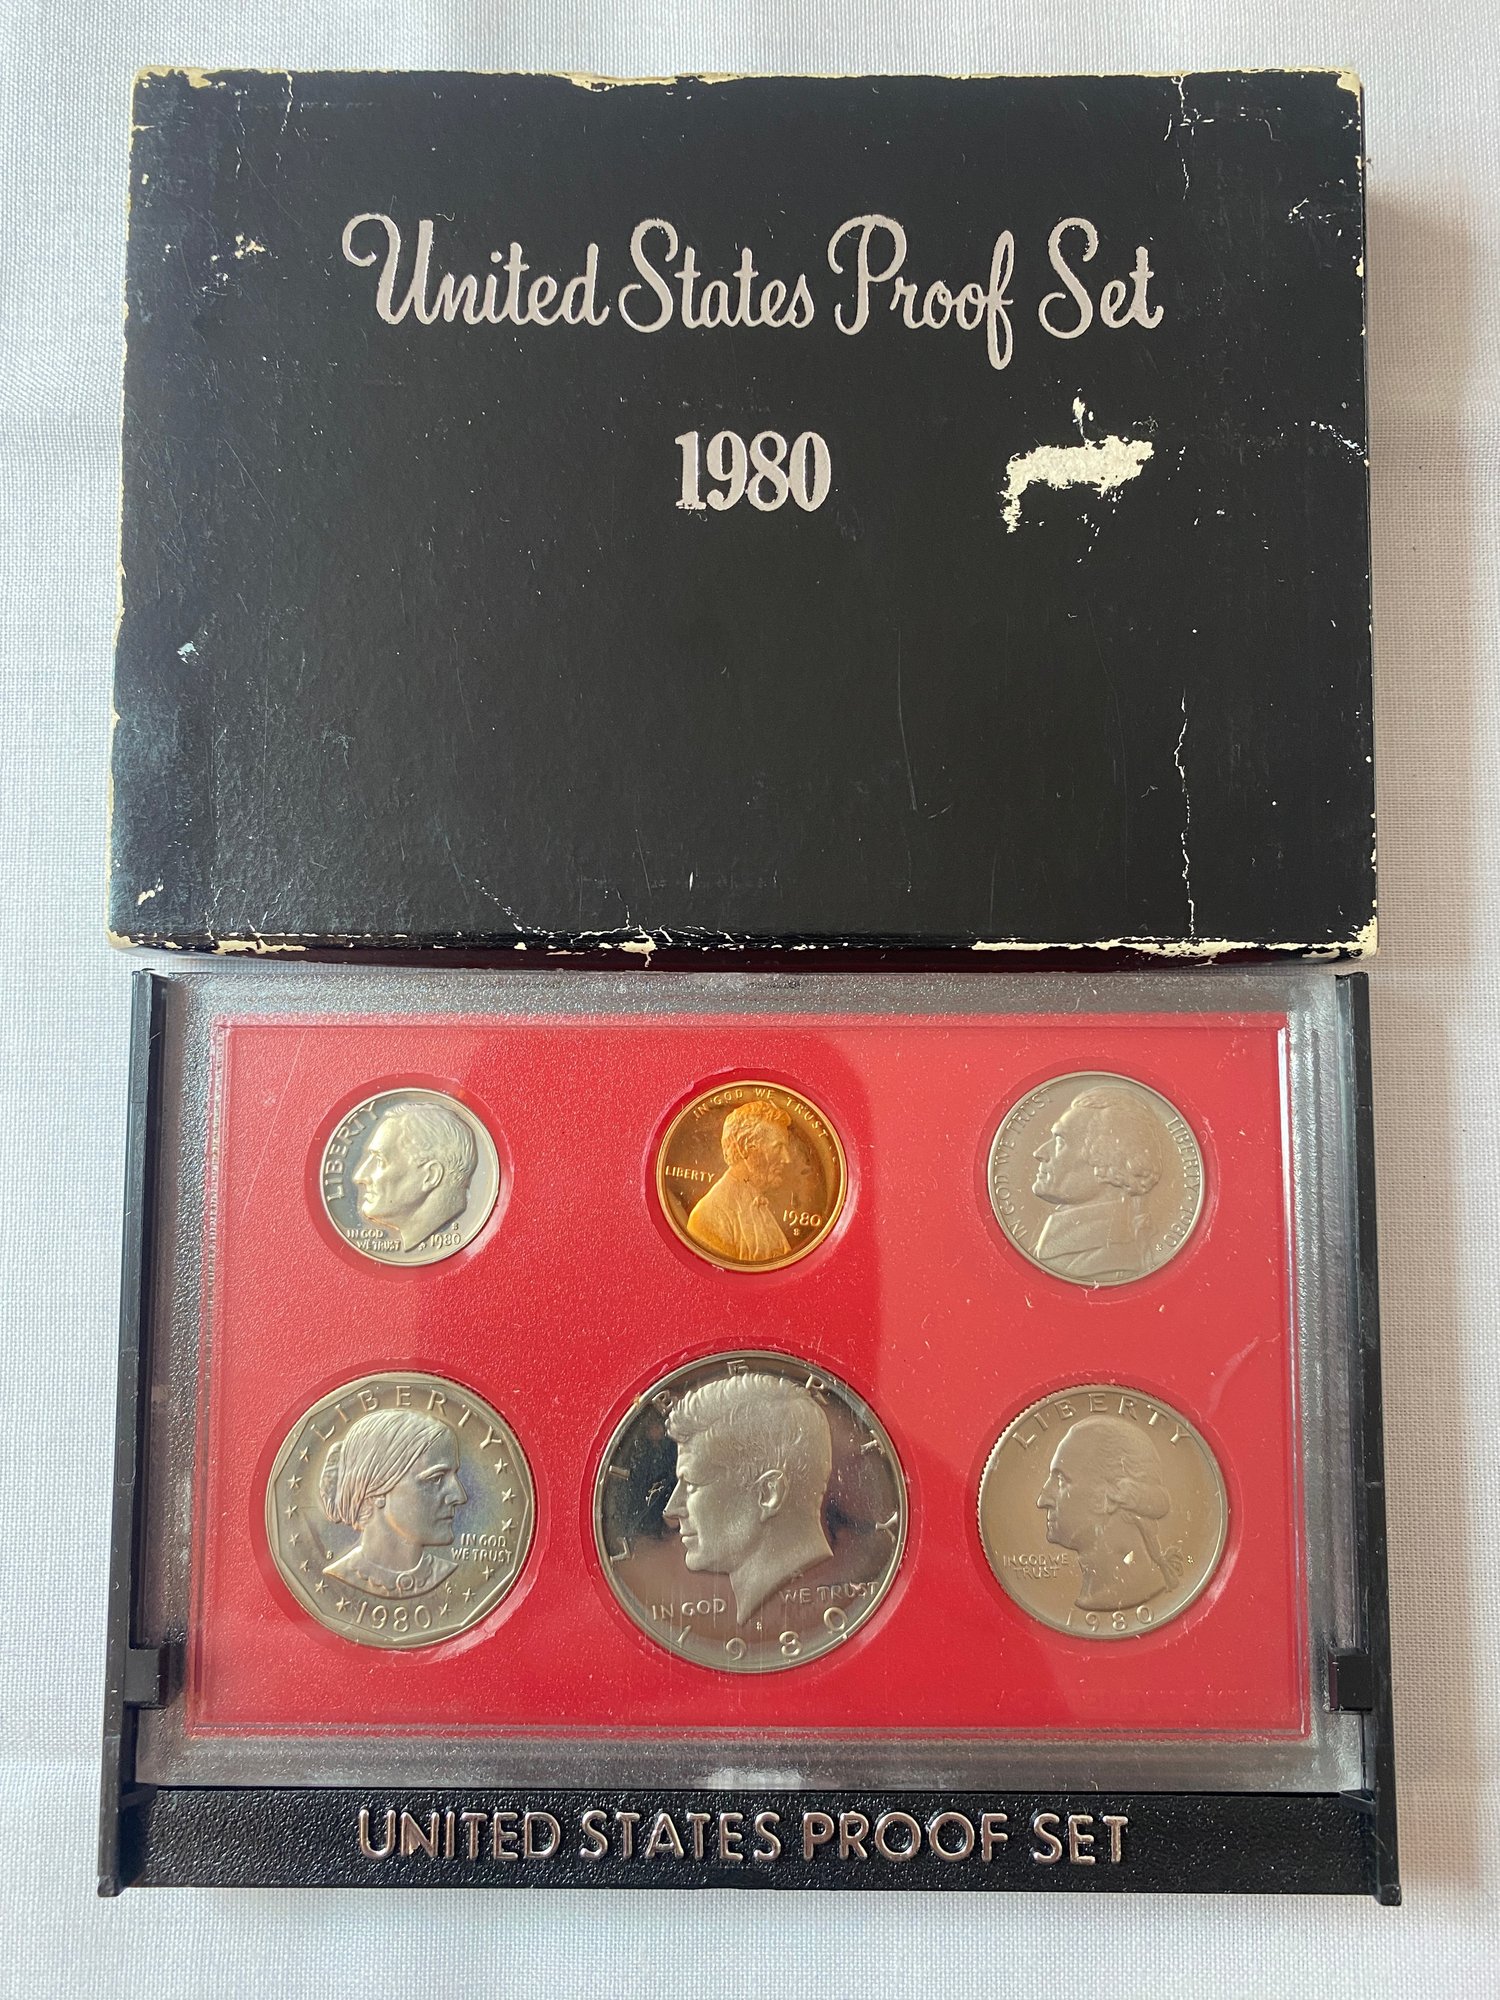 United States Proof Set
1980
LIBERTY
IN GOD
WE TRUST
S
1980
IN GOD WE TRUST
LIBERTY
1980
S
IN GOD WE TRUST
LIBERTY · 1980
S
LIBERTY
S
IN GOD
WE TRUST
1980
LIBERTY
IN GOD WE TRUST
S
1980
LIBERTY
IN GOD WE
TRUST
S
1980
UNITED STATES PROOF SET